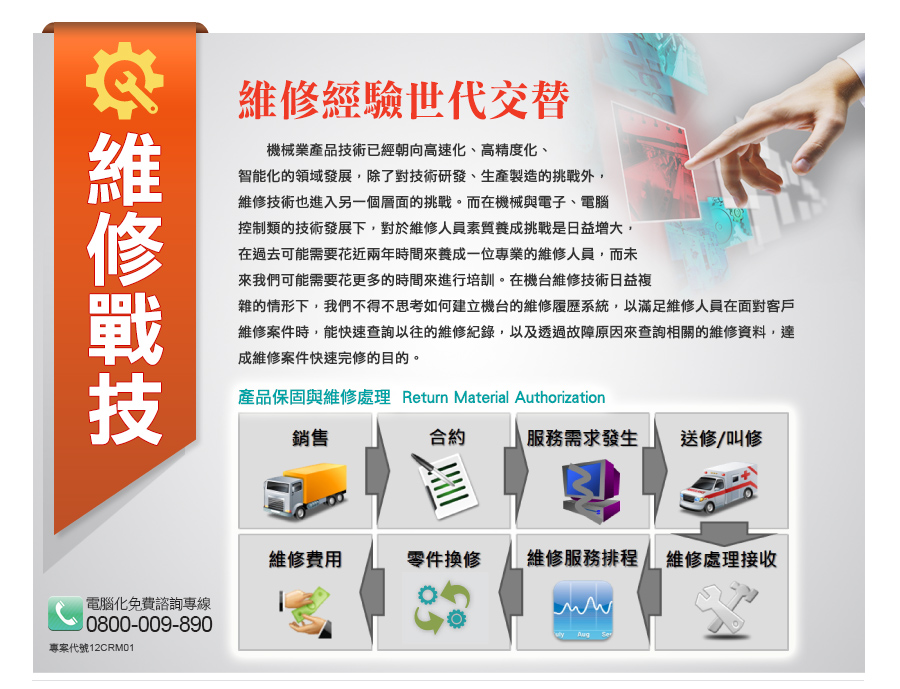 維修戰技
維修經驗世代交替
機械業產品技術已經朝向高速化、高精度化、
智能化的領域發展，除了對技術研發、生產製造的挑戰外，
維修技術也進入另一個層面的挑戰。而在機械與電子、電腦
控制類的技術發展下，對於維修人員素質養成挑戰是日益增大，
在過去可能需要花近兩年時間來養成一位專業的維修人員，而未
來我們可能需要花更多的時間來進行培訓。在機台維修技術日益複
雜的情形下，我們不得不思考如何建立機台的維修履歷系統，以滿足維修人員在面對客戶
維修案件時，能快速查詢以往的維修紀錄，以及透過故障原因來查詢相關的維修資料，達
成維修案件快速完修的目的。
產品保固與維修處理 Return Material Authorization
銷售
合約
服務需求發生
送修/叫修
維修費用
零件換修
維修服務排程
維修處理接收
Aug
電腦化免費諮詢專線
0800-009-890
專案代號12CRM01